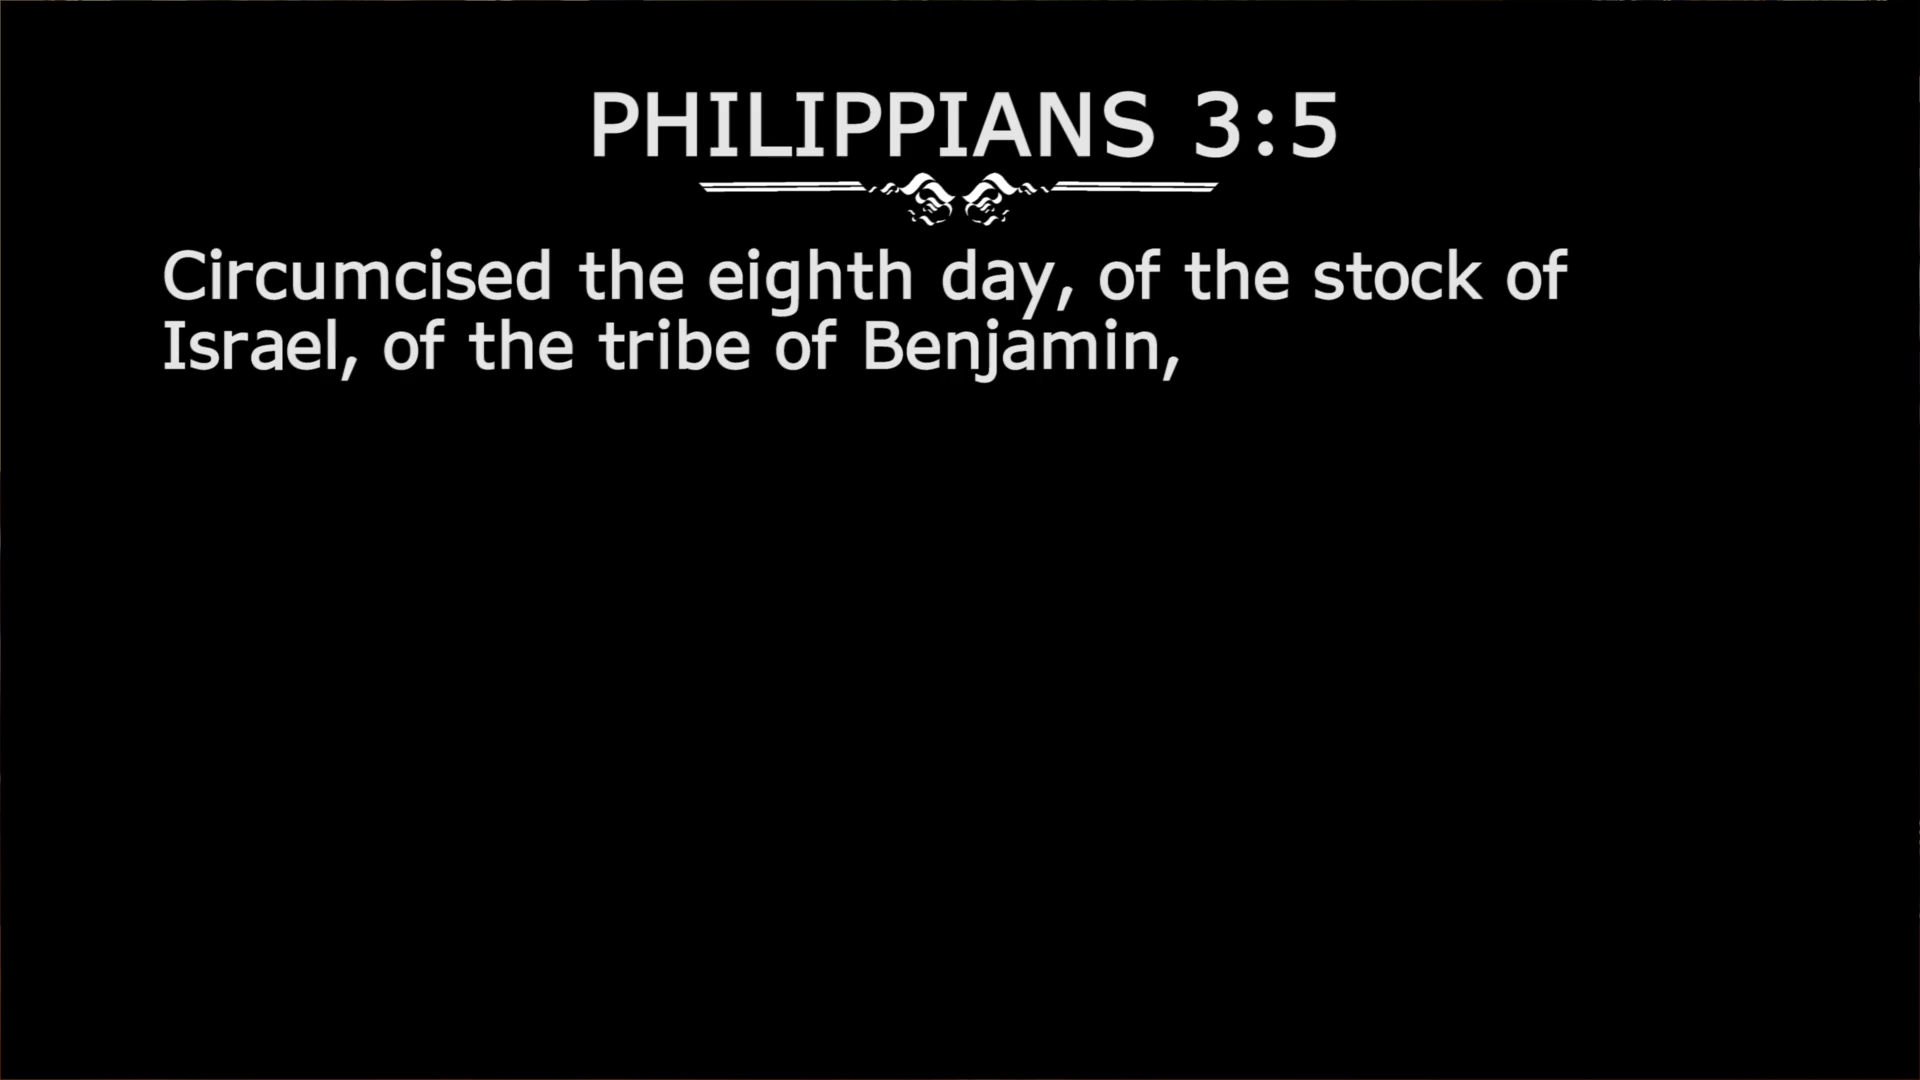 PHILIPPIANS 3:5
Circumcised the eighth day, of the stock of
Israel, of the tribe of Benjamin,